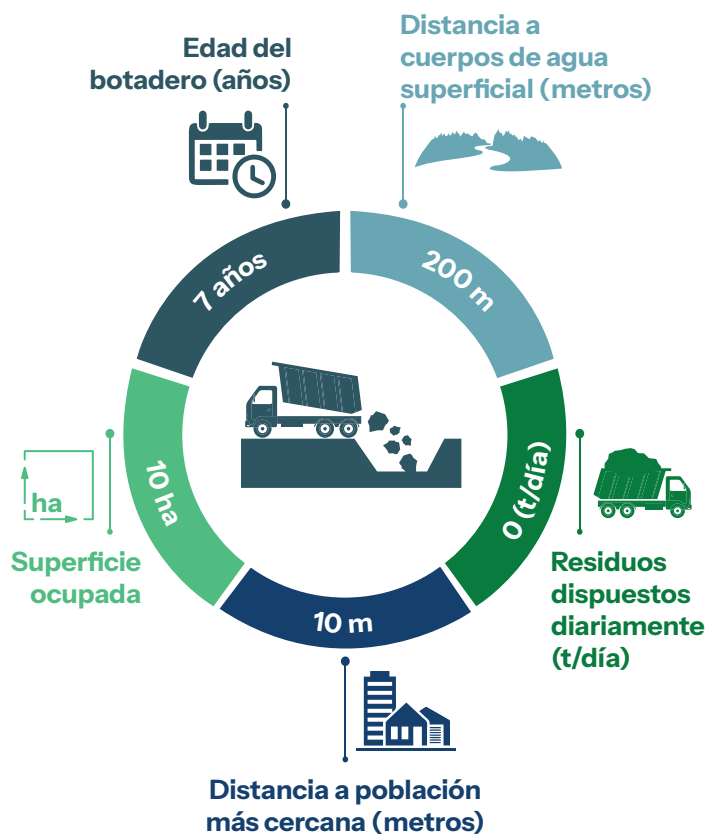 Edad del
botadero (años)
Distancia a
cuerpos de agua
superficial (metros)
7 años
200 m
10 ha
0 (t/día)
10 m
ha
Superficie
ocupada
Residuos
dispuestos
diariamente
(t/día)
Distancia a población
más cercana (metros)